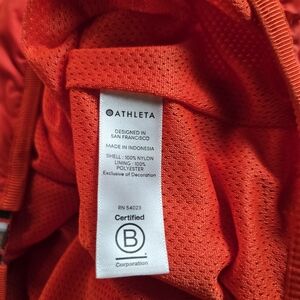 ATHLETA
DESIGNED IN
SAN FRANCISCO
MADE IN INDONESIA
SHELL : 100% NYLON
LINING : 100%
POLYESTER
Exclusive of Decoration
RN 54023
Certified
B
Corporation